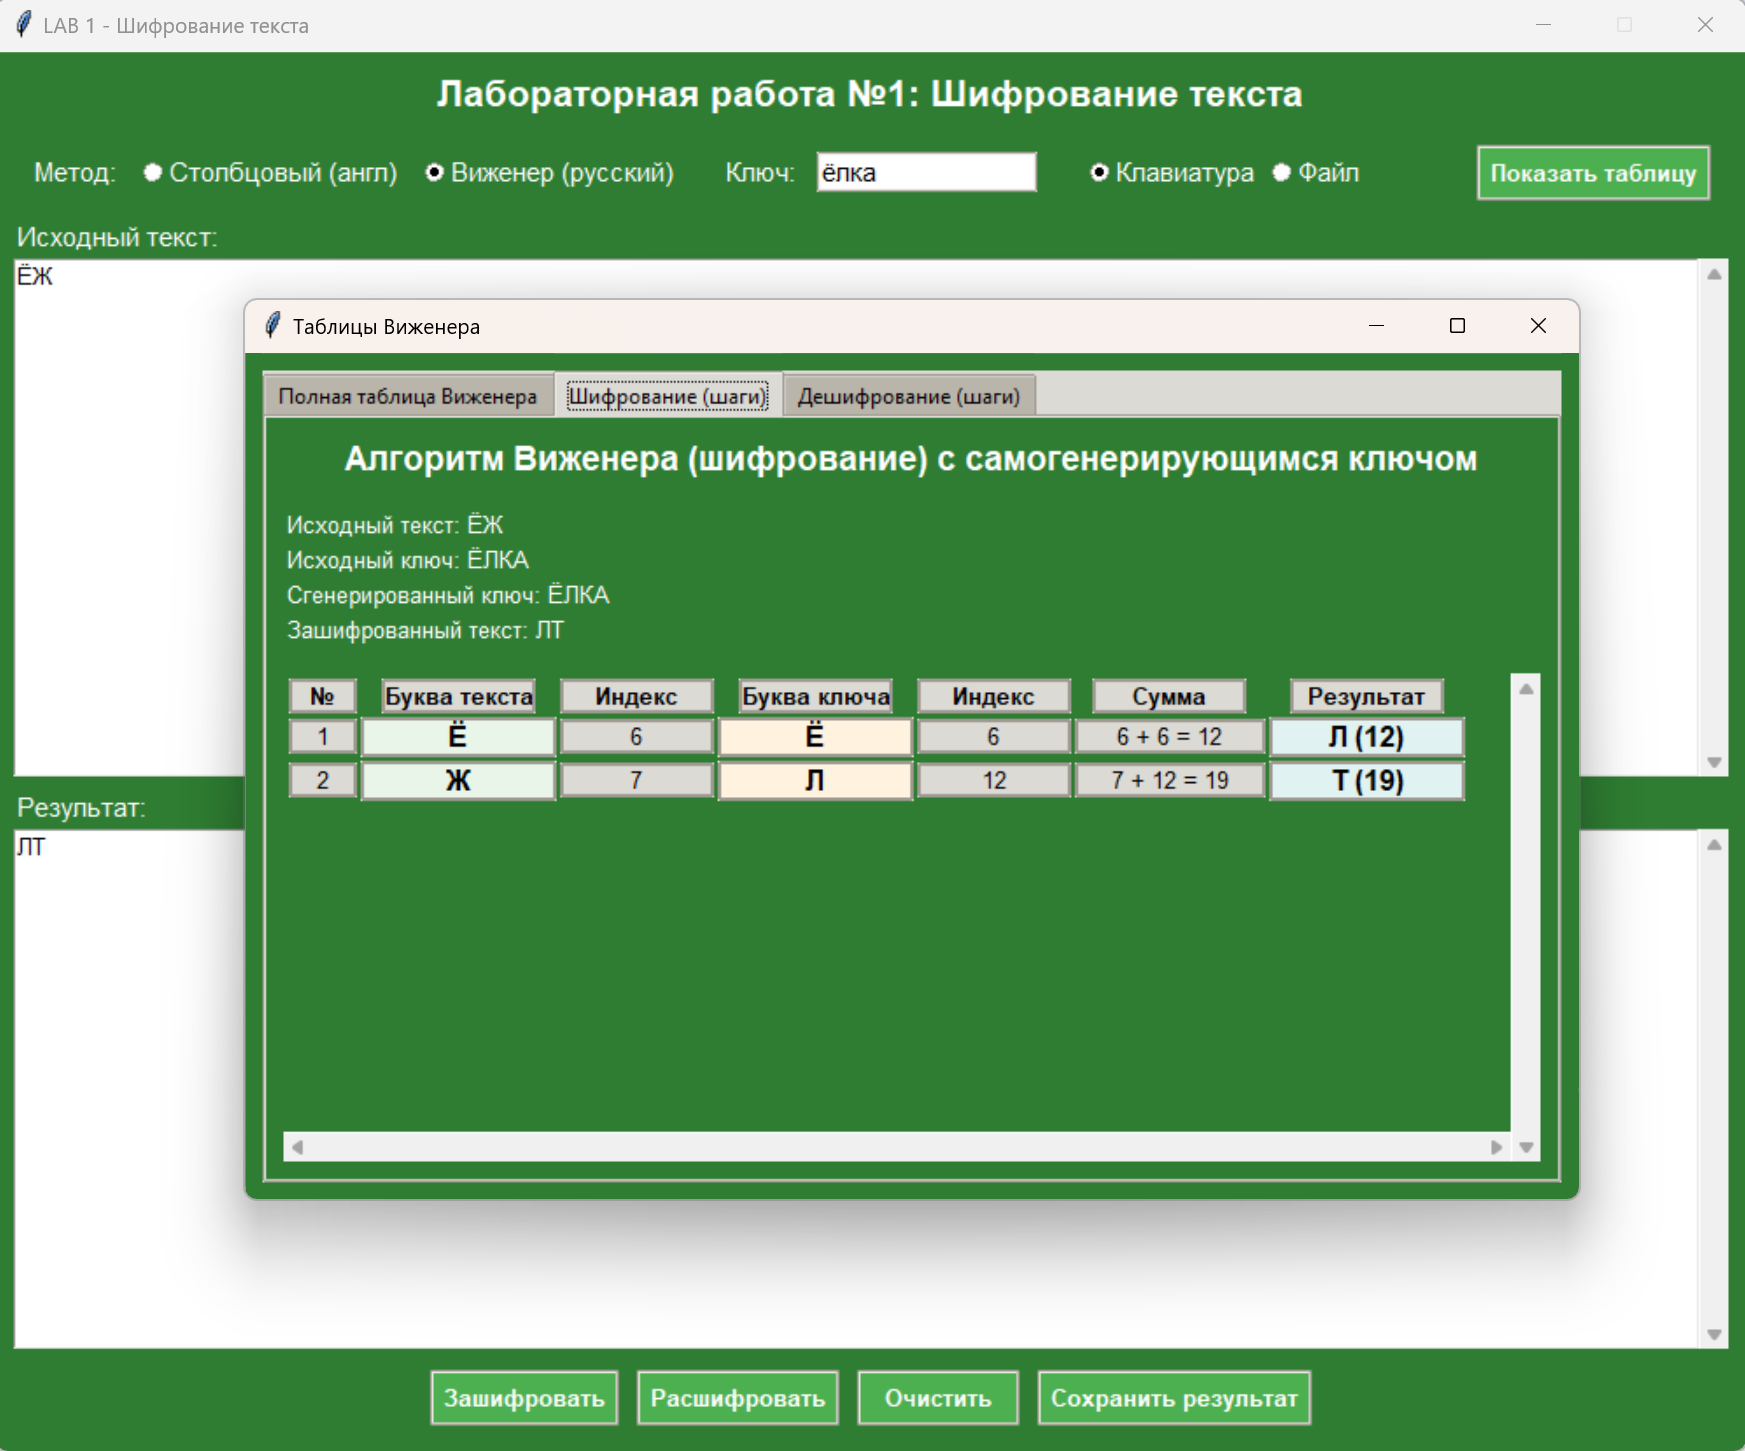 LAB 1 - Шифрование текста
Лабораторная работа №1: Шифрование текста
Метод: Столбцовый (англ) Виженер (русский) Ключ: ёлка Клавиатура Файл Показать таблицу
Исходный текст:
ЁЖ
Таблицы Виженера
Полная таблица Виженера Шифрование (шаги) Дешифрование (шаги)
Алгоритм Виженера (шифрование) с самогенерирующимся ключом
Исходный текст: ЁЖ
Исходный ключ: ЁЛКА
Сгенерированный ключ: ЁЛКА
Зашифрованный текст: ЛТ
№ Буква текста Индекс Буква ключа Индекс Сумма Результат
1 Ё 6 Ё 6 6 + 6 = 12 Л (12)
2 Ж 7 Л 12 7 + 12 = 19 Т (19)
Результат:
ЛТ
Зашифровать Расшифровать Очистить Сохранить результат